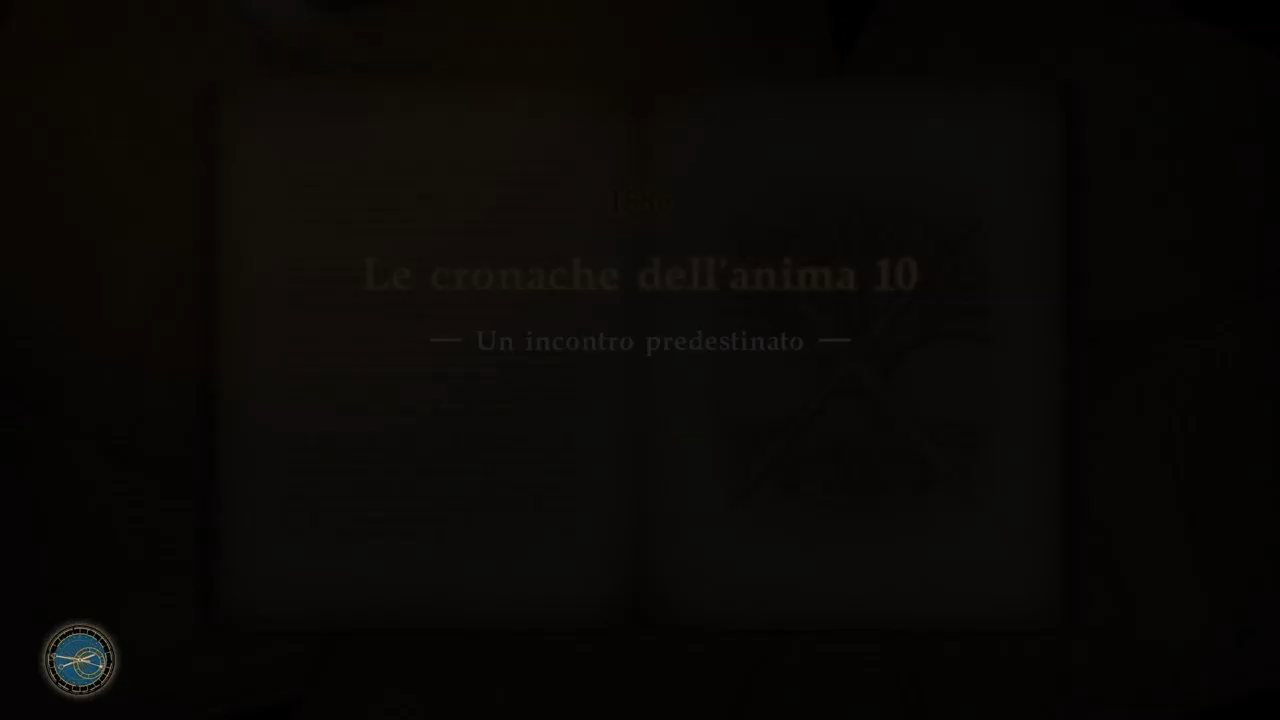 Le cronache dell'anima 10
— Un incontro predestinato —